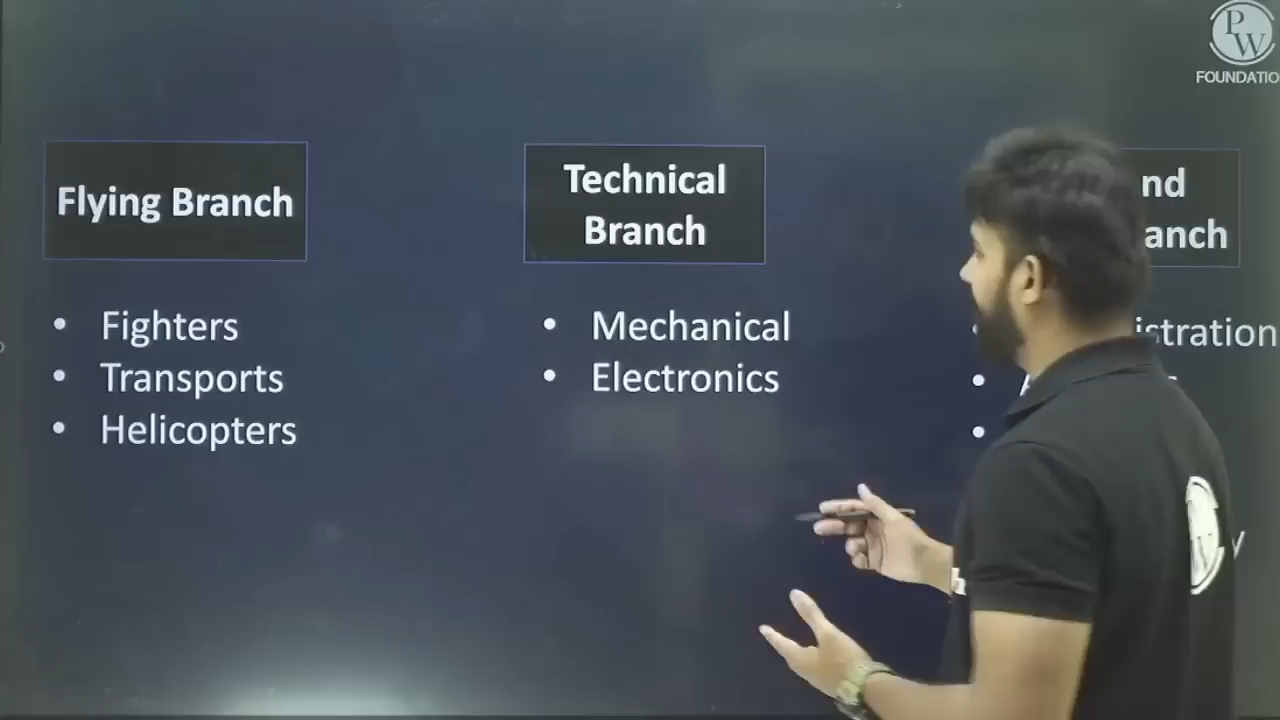 PW
FOUNDATIO
Flying Branch
Technical
Branch
nd
anch
• Fighters
• Transports
• Helicopters
• Mechanical
• Electronics
istration